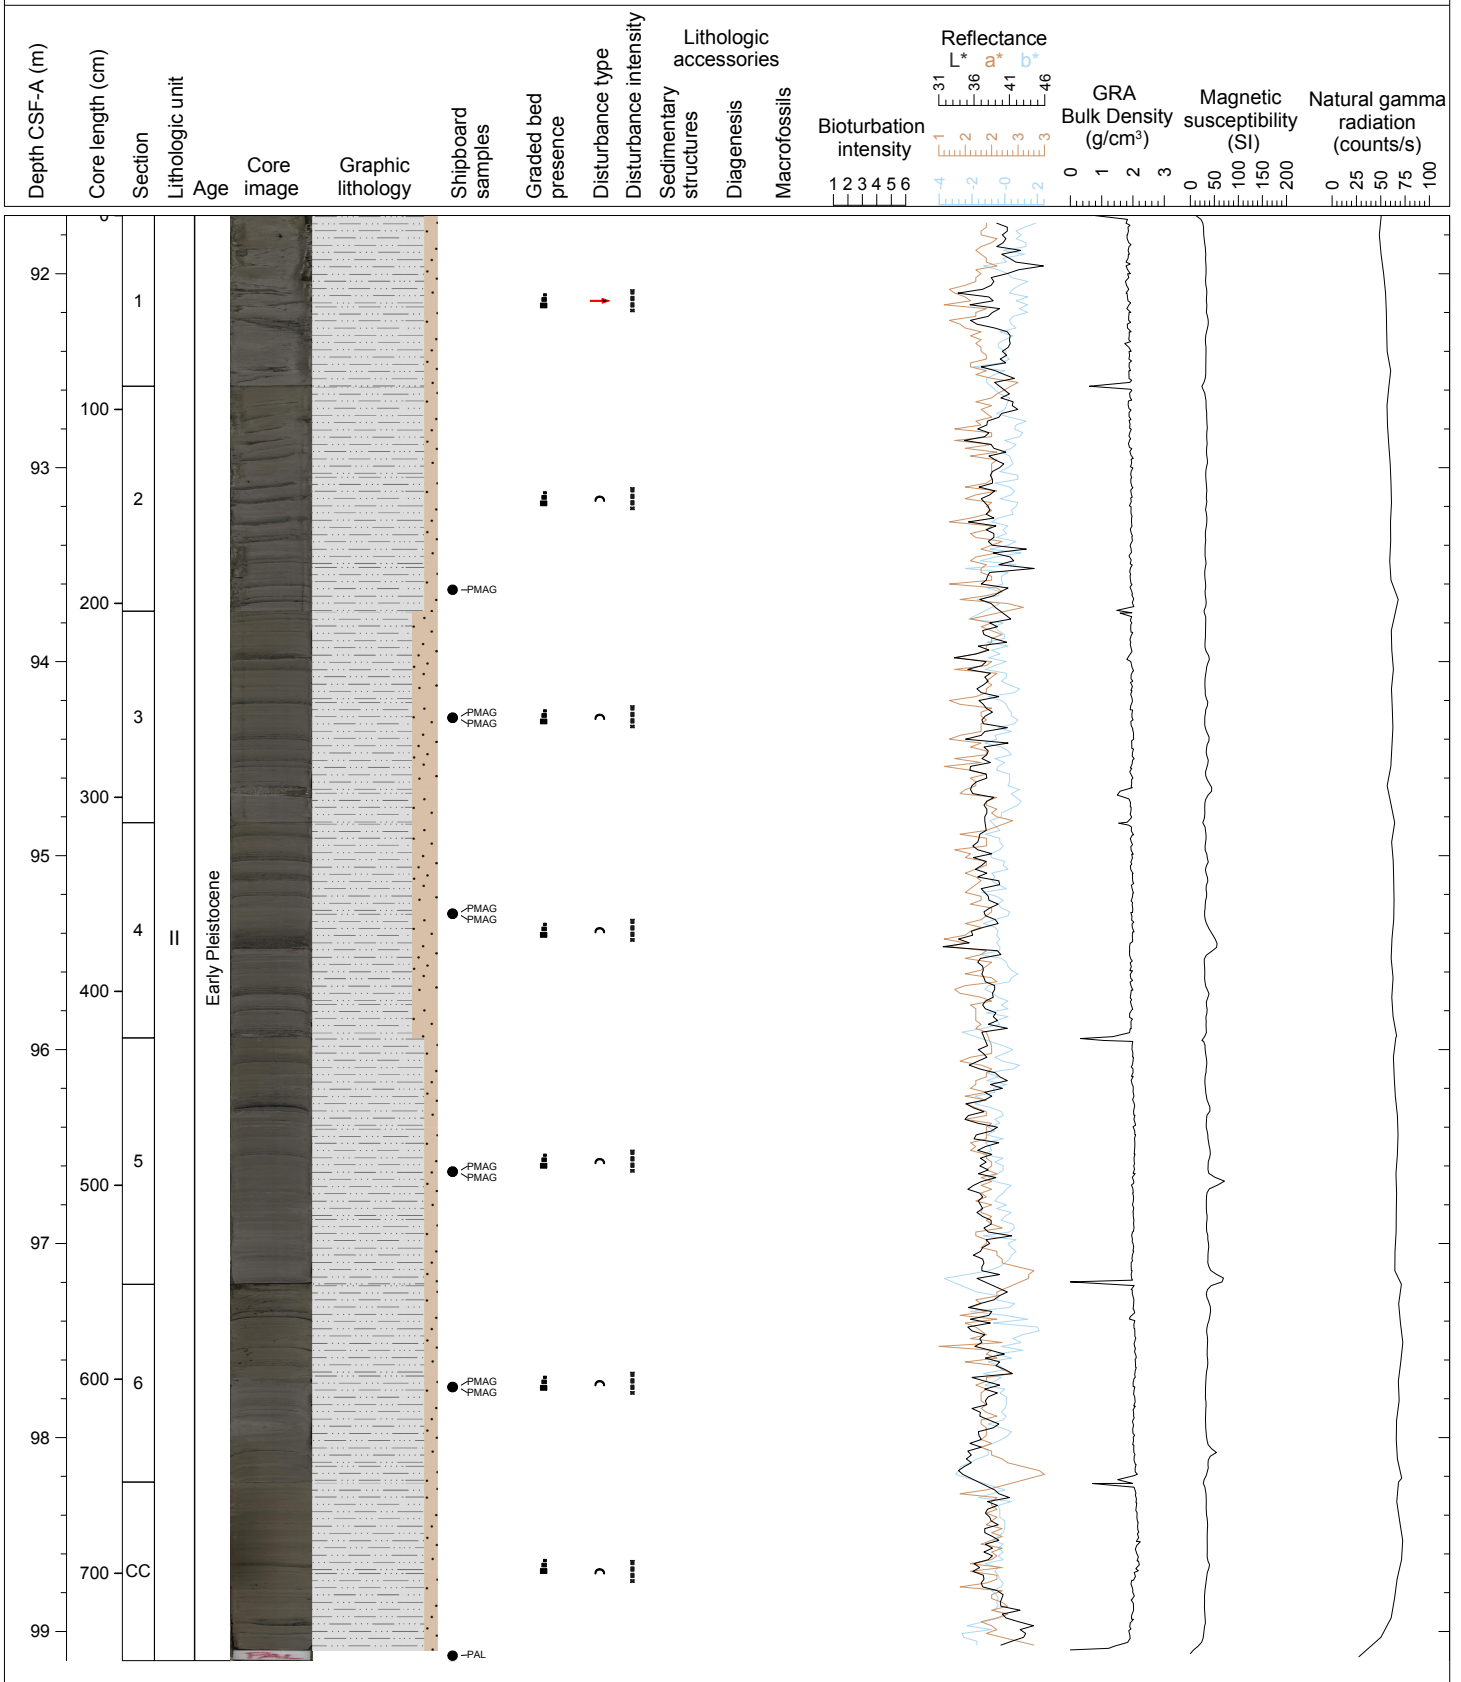 Depth CSF-A (m)
Core length (cm)
Section
Lithologic unit
Age
Core image
Graphic lithology
Shipboard samples
Graded bed presence
Disturbance type
Disturbance intensity
Lithologic accessories
Sedimentary structures
Diagenesis
Macrofossils
Bioturbation intensity
1 2 3 4 5 6
Reflectance
L* a* b*
31 36 41 46
1 2 2 3 3
-4 -2 -0 2
GRA Bulk Density (g/cm³)
0 1 2 3
Magnetic susceptibility (SI)
0 50 100 150 200
Natural gamma radiation (counts/s)
0 25 50 75 100
0
92
1
100
93
2
PMAG
200
94
3
PMAG
PMAG
300
95
Early Pleistocene
II
4
PMAG
PMAG
400
96
5
PMAG
PMAG
500
97
6
PMAG
PMAG
600
98
700
CC
99
PAL
PAL